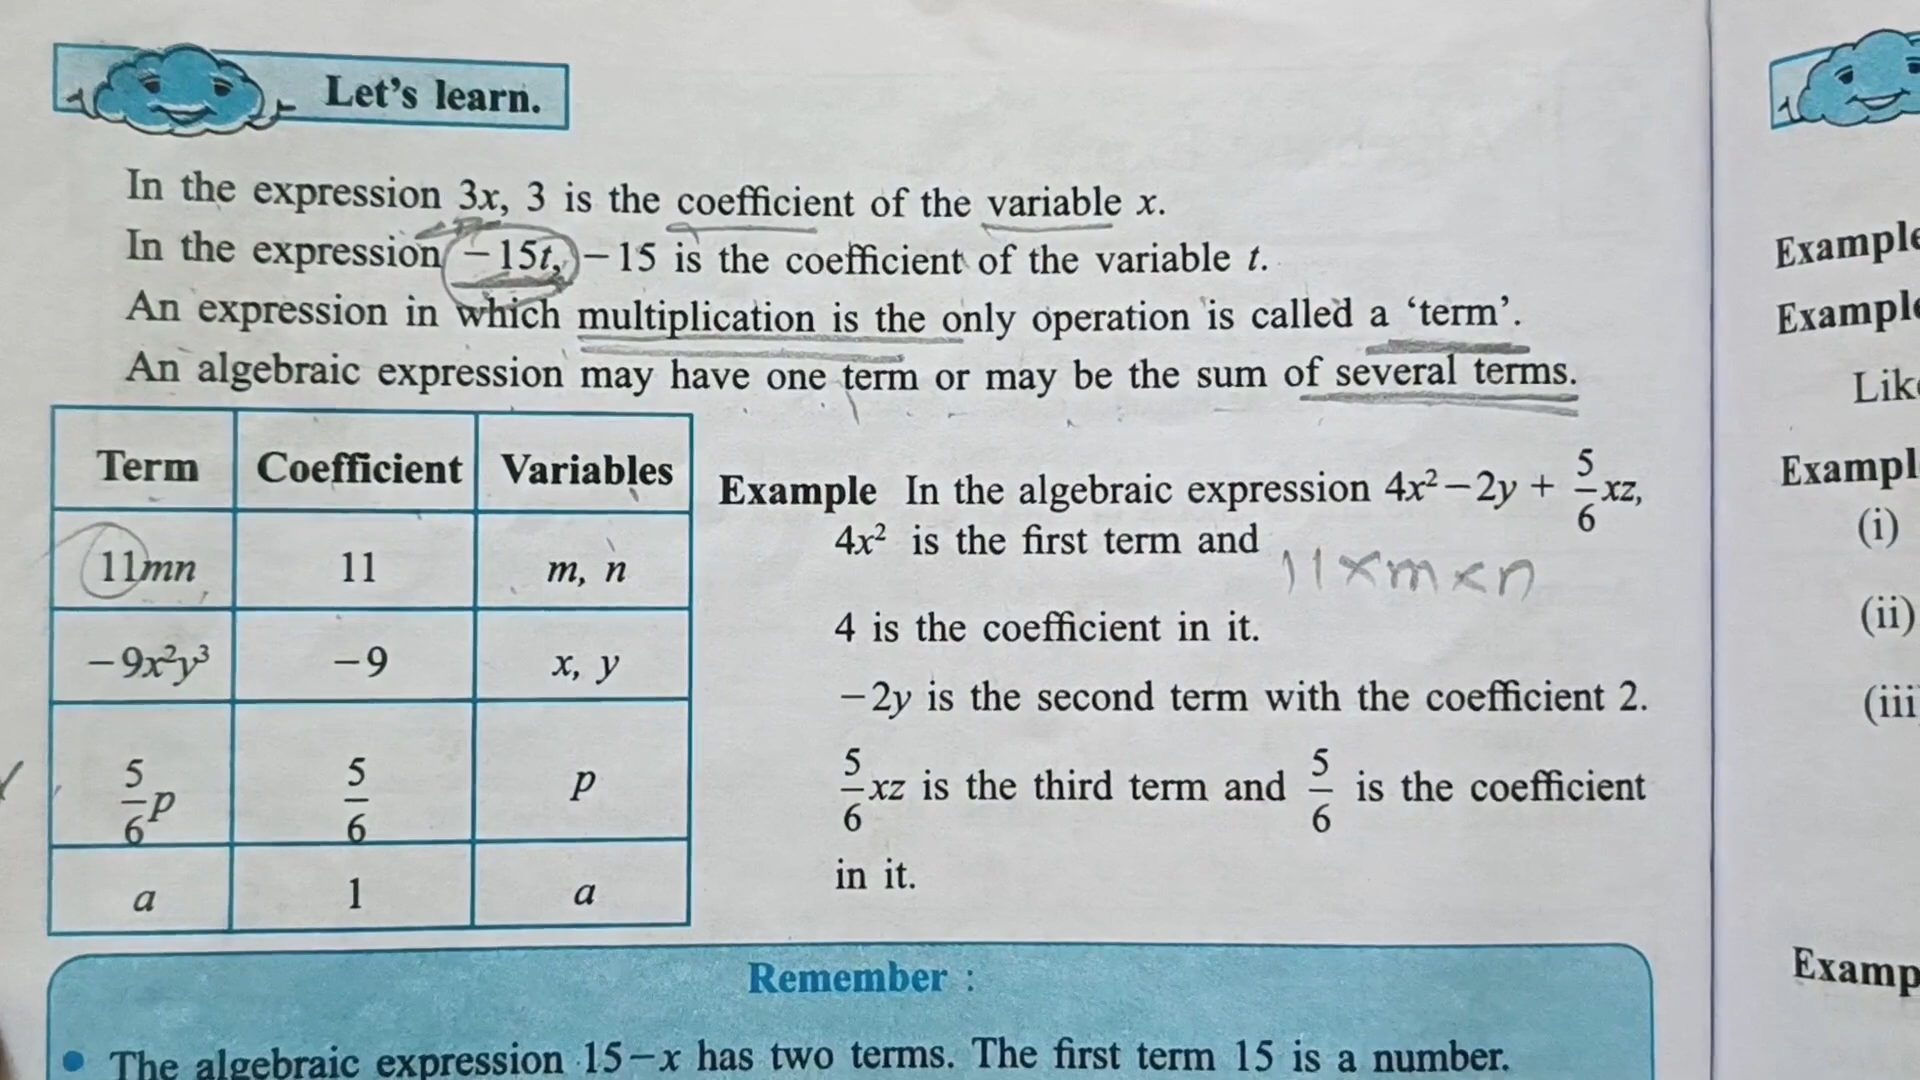 Let's learn.
In the expression 3x, 3 is the coefficient of the variable x.
In the expression −15t, −15 is the coefficient of the variable t.
An expression in which multiplication is the only operation is called a ‘term’.
An algebraic expression may have one term or may be the sum of several terms.
Term Coefficient Variables
11mn 11 m, n
−9x²y³ −9 x, y
5/6 p 5/6 p
a 1 a
Example In the algebraic expression 4x² − 2y + 5/6 xz,
4x² is the first term and
11×m×n
4 is the coefficient in it.
−2y is the second term with the coefficient 2.
5/6 xz is the third term and 5/6 is the coefficient
in it.
Remember :
• The algebraic expression 15−x has two terms. The first term 15 is a number.
Example
Example
Example
(i)
(ii)